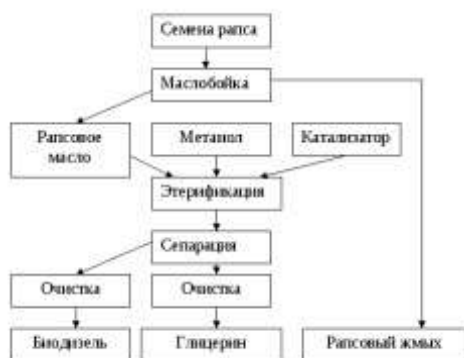 Семена рапса
Маслобойка
Рапсовое
масло
Метанол
Катализатор
Этерификация
Сепарация
Очистка
Очистка
Биодизель
Глицерин
Рапсовый жмых